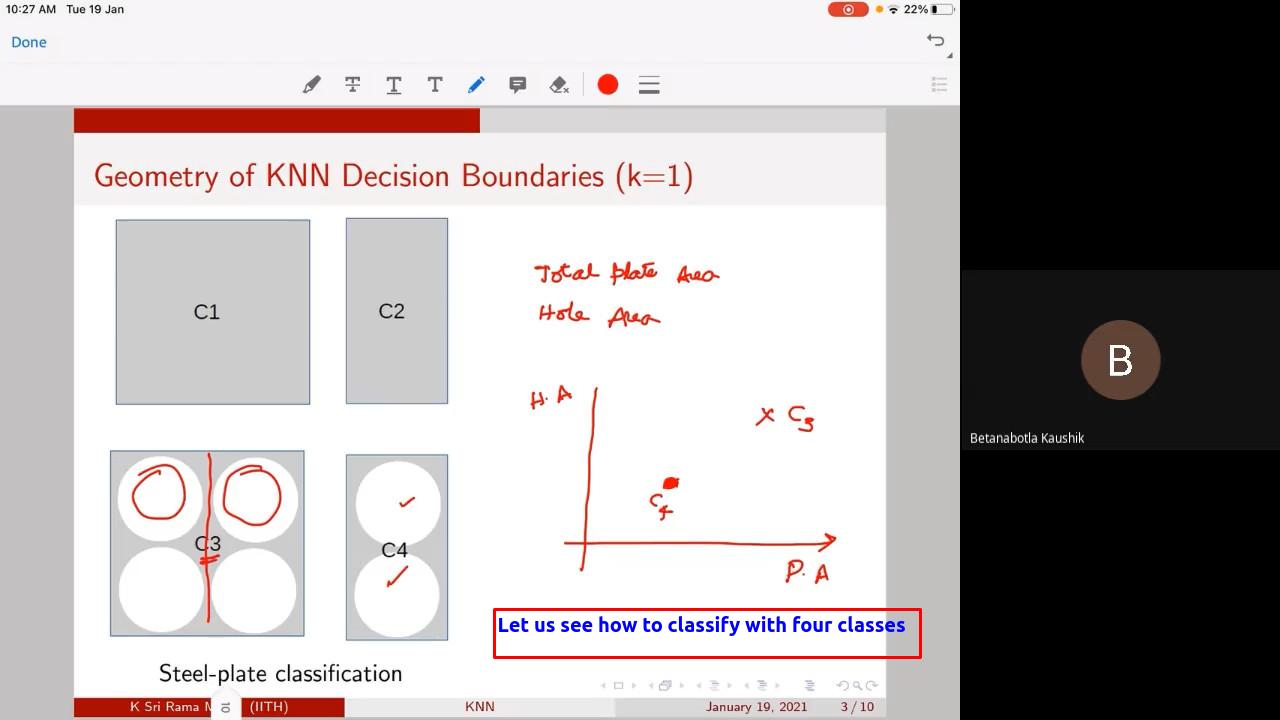 10:27 AM Tue 19 Jan
22%
Done
Geometry of KNN Decision Boundaries (k=1)
C1
C2
Total plate Area
Hole Area
H.A
x C3
C4
P.A
C3
C4
Let us see how to classify with four classes
Steel-plate classification
K Sri Rama M (IITH)
10
KNN
January 19, 2021
3 / 10
B
Betanabotla Kaushik